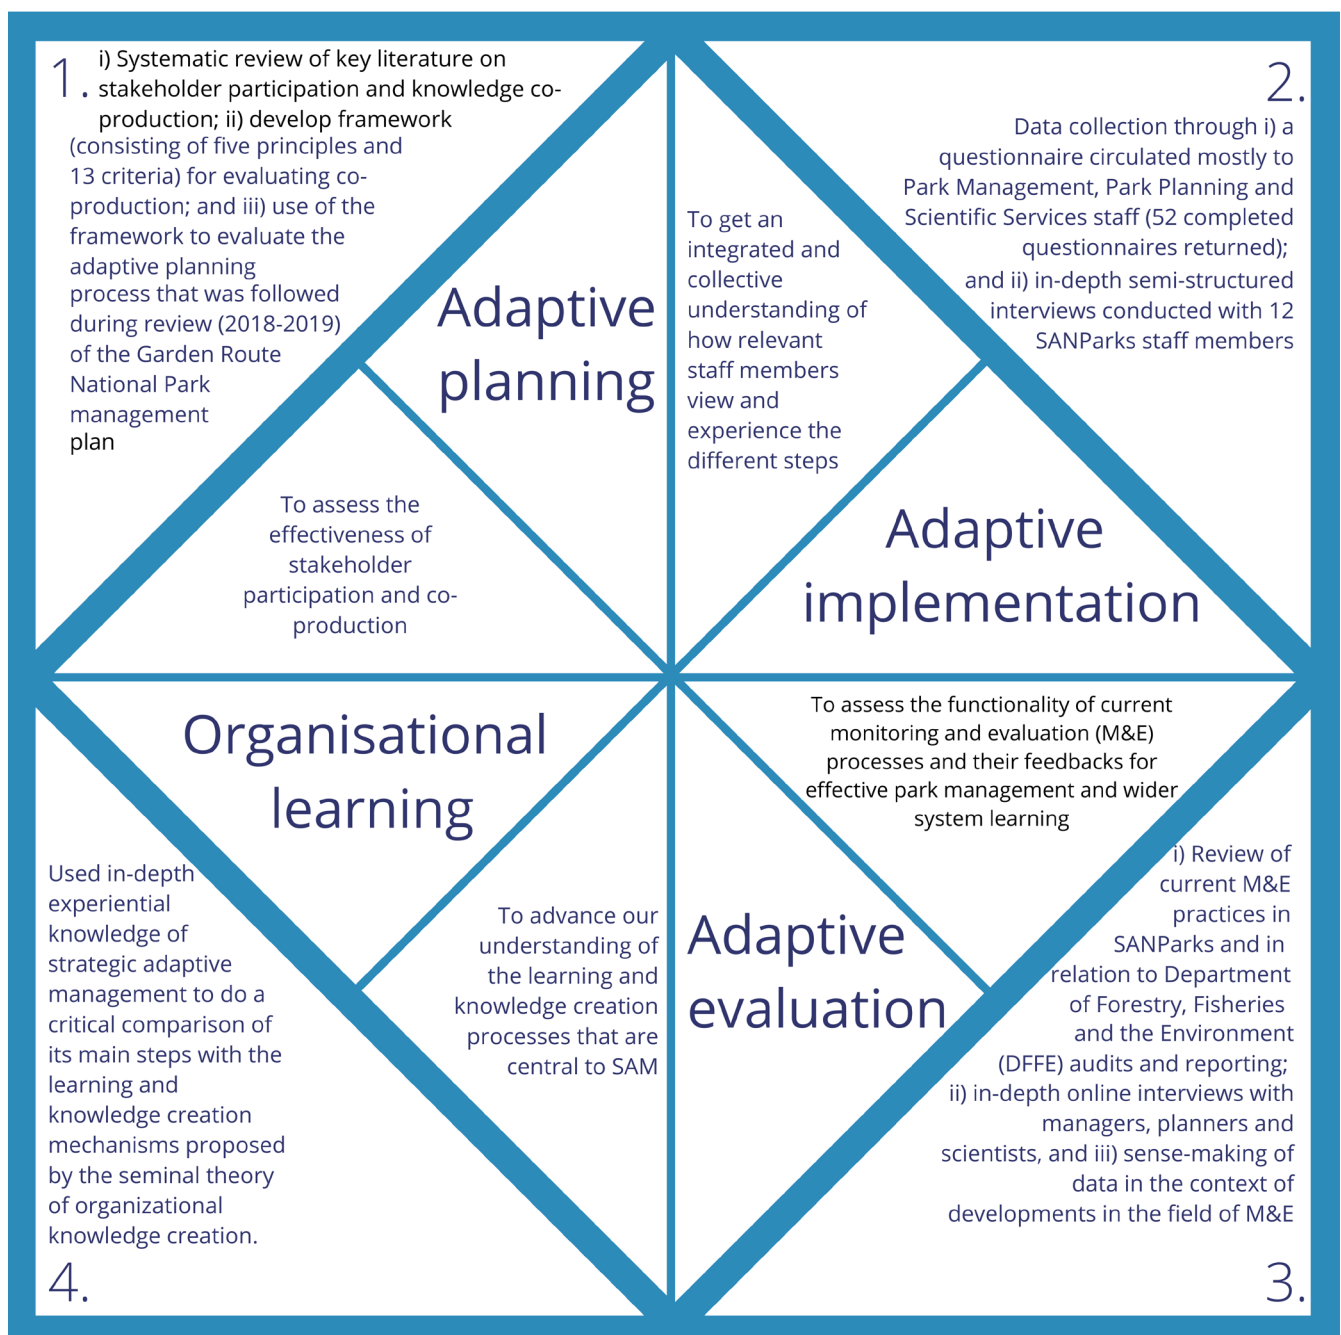 1.
i) Systematic review of key literature on
stakeholder participation and knowledge co-
production; ii) develop framework
(consisting of five principles and
13 criteria) for evaluating co-
production; and iii) use of the
framework to evaluate the
adaptive planning
process that was followed
during review (2018-2019)
of the Garden Route
National Park
management
plan
Adaptive
planning
To assess the
effectiveness of
stakeholder
participation and co-
production
2.
Data collection through i) a
questionnaire circulated mostly to
Park Management, Park Planning and
Scientific Services staff (52 completed
questionnaires returned);
and ii) in-depth semi-structured
interviews conducted with 12
SANParks staff members
To get an
integrated and
collective
understanding of
how relevant
staff members
view and
experience the
different steps
Adaptive
implementation
To assess the functionality of current
monitoring and evaluation (M&E)
processes and their feedbacks for
effective park management and wider
system learning
Adaptive
evaluation
i) Review of
current M&E
practices in
SANParks and in
relation to Department
of Forestry, Fisheries
and the Environment
(DFFE) audits and reporting;
ii) in-depth online interviews with
managers, planners and
scientists, and iii) sense-making of
data in the context of
developments in the field of M&E
3.
Organisational
learning
To advance our
understanding of
the learning and
knowledge creation
processes that are
central to SAM
Used in-depth
experiential
knowledge of
strategic adaptive
management to do a
critical comparison of
its main steps with the
learning and
knowledge creation
mechanisms proposed
by the seminal theory
of organizational
knowledge creation.
4.